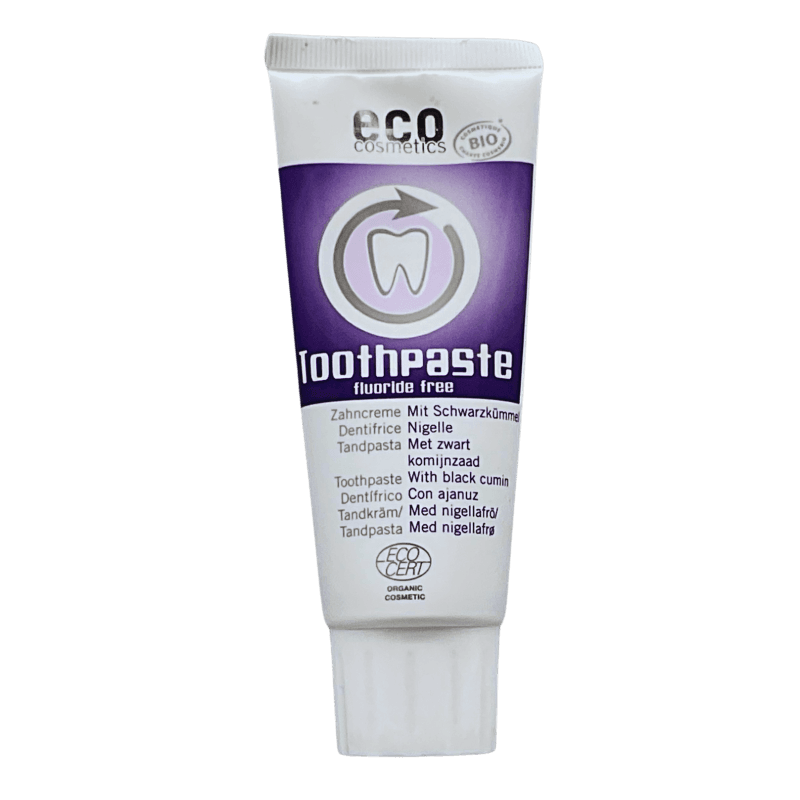 eco
cosmetics
COSMETIQUE
BIO
Toothpaste
fluoride free
Zahncreme Mit Schwarzkümmel
Dentifrice Nigelle
Tandpasta Met zwart
komijnzaad
Toothpaste With black cumin
Dentífrico Con ajanuz
Tandkräm/ Med nigellafrö/
Tandpasta Med nigellafrø
ECO
CERT
ORGANIC
COSMETIC